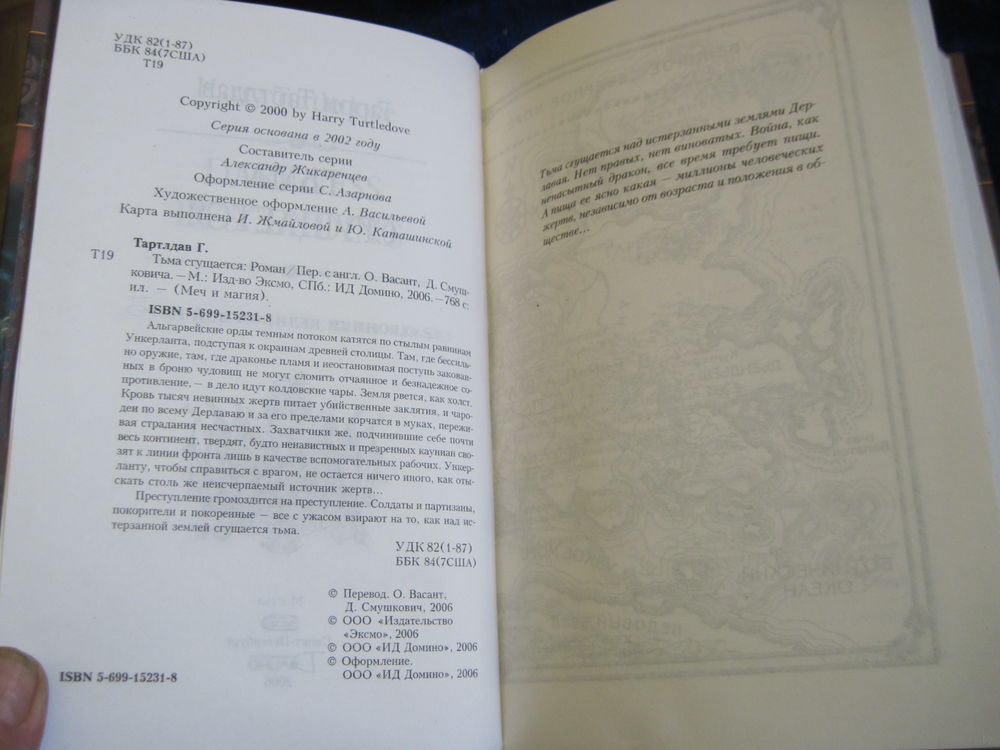 УДК 82(1-87)
ББК 84(7США)
Т19
Copyright © 2000 by Harry Turtledove
Серия основана в 2002 году
Составитель серии
Александр Жикаренцев
Оформление серии С. Азарнова
Художественное оформление А. Васильевой
Карта выполнена И. Жмайловой и Ю. Каташинской
Тартлдав Г.
Т19
Тьма сгущается: Роман / Пер. с англ. О. Васант, Д. Смуш-
ковича. — М.: Изд-во Эксмо, СПб.: ИД Домино, 2006. — 768 с:
ил. — (Меч и магия).
ISBN 5-699-15231-8
Альгарвейские орды темным потоком катятся по стылым равнинам
Ункерланта, подступая к окраинам древней столицы. Там, где бессиль-
но оружие, там, где драконье пламя и неостановимая поступь закован-
ных в броню чудовищ не могут сломить отчаянное и безнадежное со-
противление, — в дело идут колдовские чары. Земля рвется, как холст.
Кровь тысяч невинных жертв питает убийственные заклятия, и чаро-
деи по всему Дерлаваю и за его пределами корчатся в муках, пережи-
вая страдания несчастных. Захватчики же, подчинившие себе почти
весь континент, твердят, будто ненавистных и презренных кауниан сво-
зят к линии фронта лишь в качестве вспомогательных рабочих. Ункер-
ланту, чтобы справиться с врагом, не остается ничего иного, как оты-
скать столь же неисчерпаемый источник жертв...
Преступление громоздится на преступление. Солдаты и партизаны,
покорители и покоренные — все с ужасом взирают на то, как над ис-
терзанной землей сгущается тьма.
УДК 82(1-87)
ББК 84(7США)
© Перевод. О. Васант,
Д. Смушкович, 2006
© ООО «Издательство
«Эксмо», 2006
© ООО «ИД Домино», 2006
© Оформление.
ООО «ИД Домино», 2006
ISBN 5-699-15231-8
Тьма сгущается над истерзанными землями Дер-
лавая. Нет правых, нет виноватых. Война, как
ненасытный дракон, все время требует пищи.
А пища ее ясно какая — миллионы человеческих
жертв, независимо от возраста и положения в об-
ществе...
ЛЕДОВЫЙ
ОКЕАН